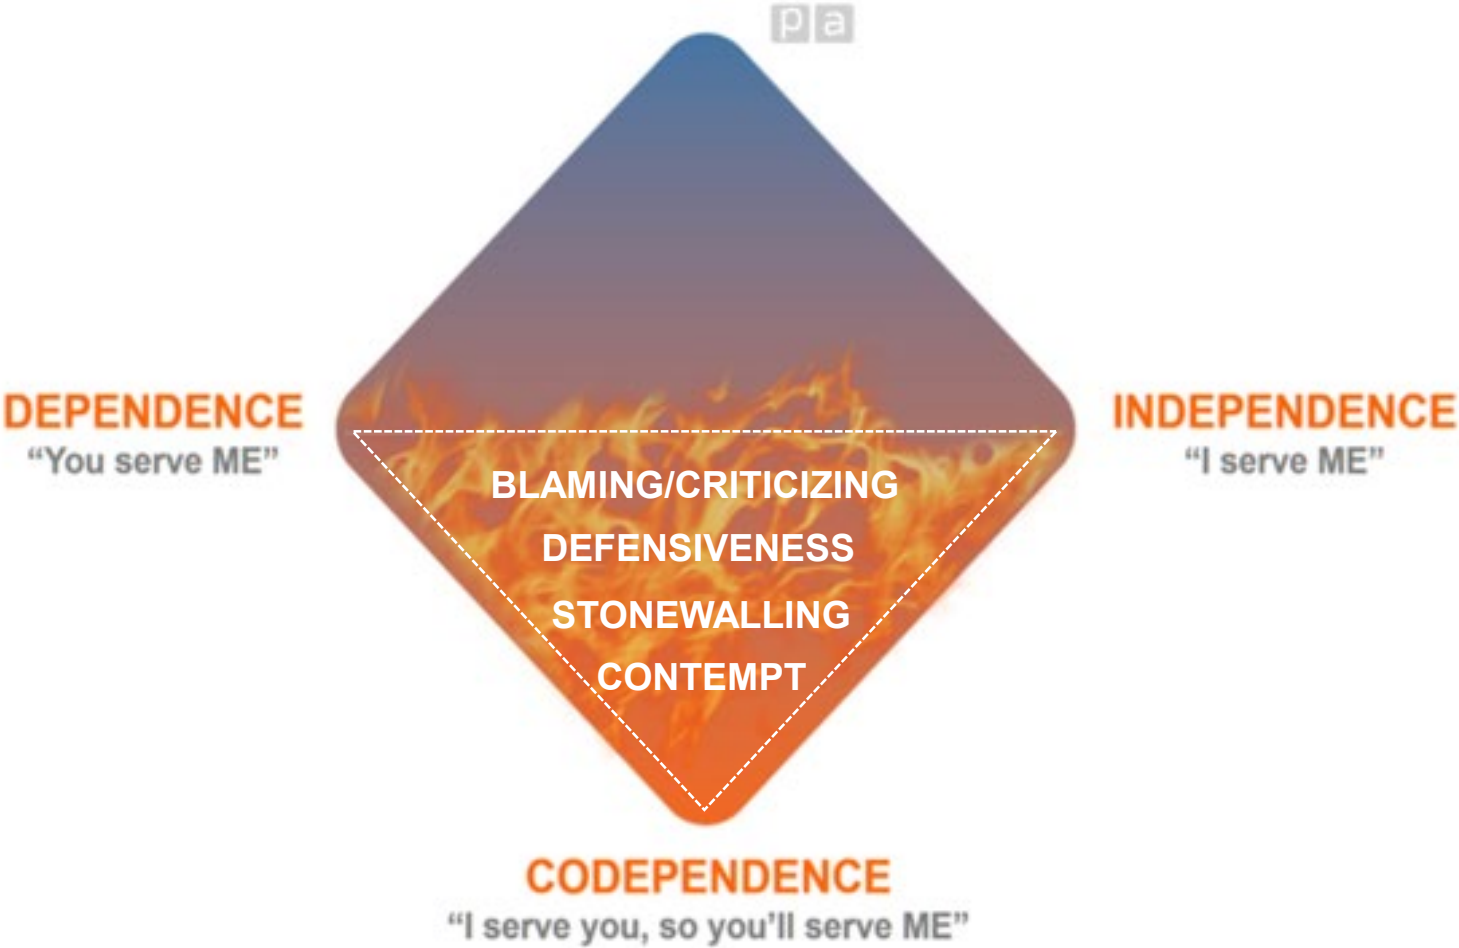 pa
DEPENDENCE
“You serve ME”
INDEPENDENCE
“I serve ME”
BLAMING/CRITICIZING
DEFENSIVENESS
STONEWALLING
CONTEMPT
CODEPENDENCE
“I serve you, so you’ll serve ME”